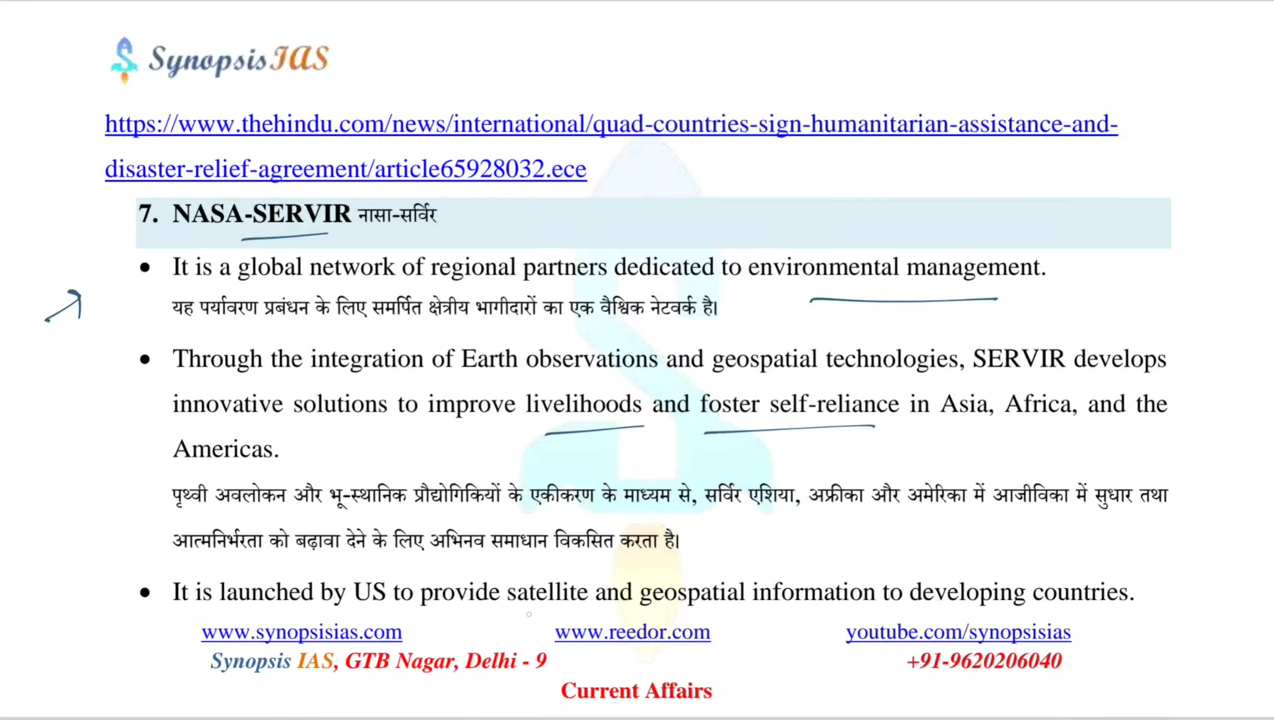 Synopsis IAS
https://www.thehindu.com/news/international/quad-countries-sign-humanitarian-assistance-and-
disaster-relief-agreement/article65928032.ece
7. NASA-SERVIR नासा-सर्विर
• It is a global network of regional partners dedicated to environmental management.
यह पर्यावरण प्रबंधन के लिए समर्पित क्षेत्रीय भागीदारों का एक वैश्विक नेटवर्क है।
• Through the integration of Earth observations and geospatial technologies, SERVIR develops
innovative solutions to improve livelihoods and foster self-reliance in Asia, Africa, and the
Americas.
पृथ्वी अवलोकन और भू-स्थानिक प्रौद्योगिकियों के एकीकरण के माध्यम से, सर्विर एशिया, अफ्रीका और अमेरिका में आजीविका में सुधार तथा
आत्मनिर्भरता को बढ़ावा देने के लिए अभिनव समाधान विकसित करता है।
• It is launched by US to provide satellite and geospatial information to developing countries.
www.synopsisias.com www.reedor.com youtube.com/synopsisias
Synopsis IAS, GTB Nagar, Delhi - 9 +91-9620206040
Current Affairs